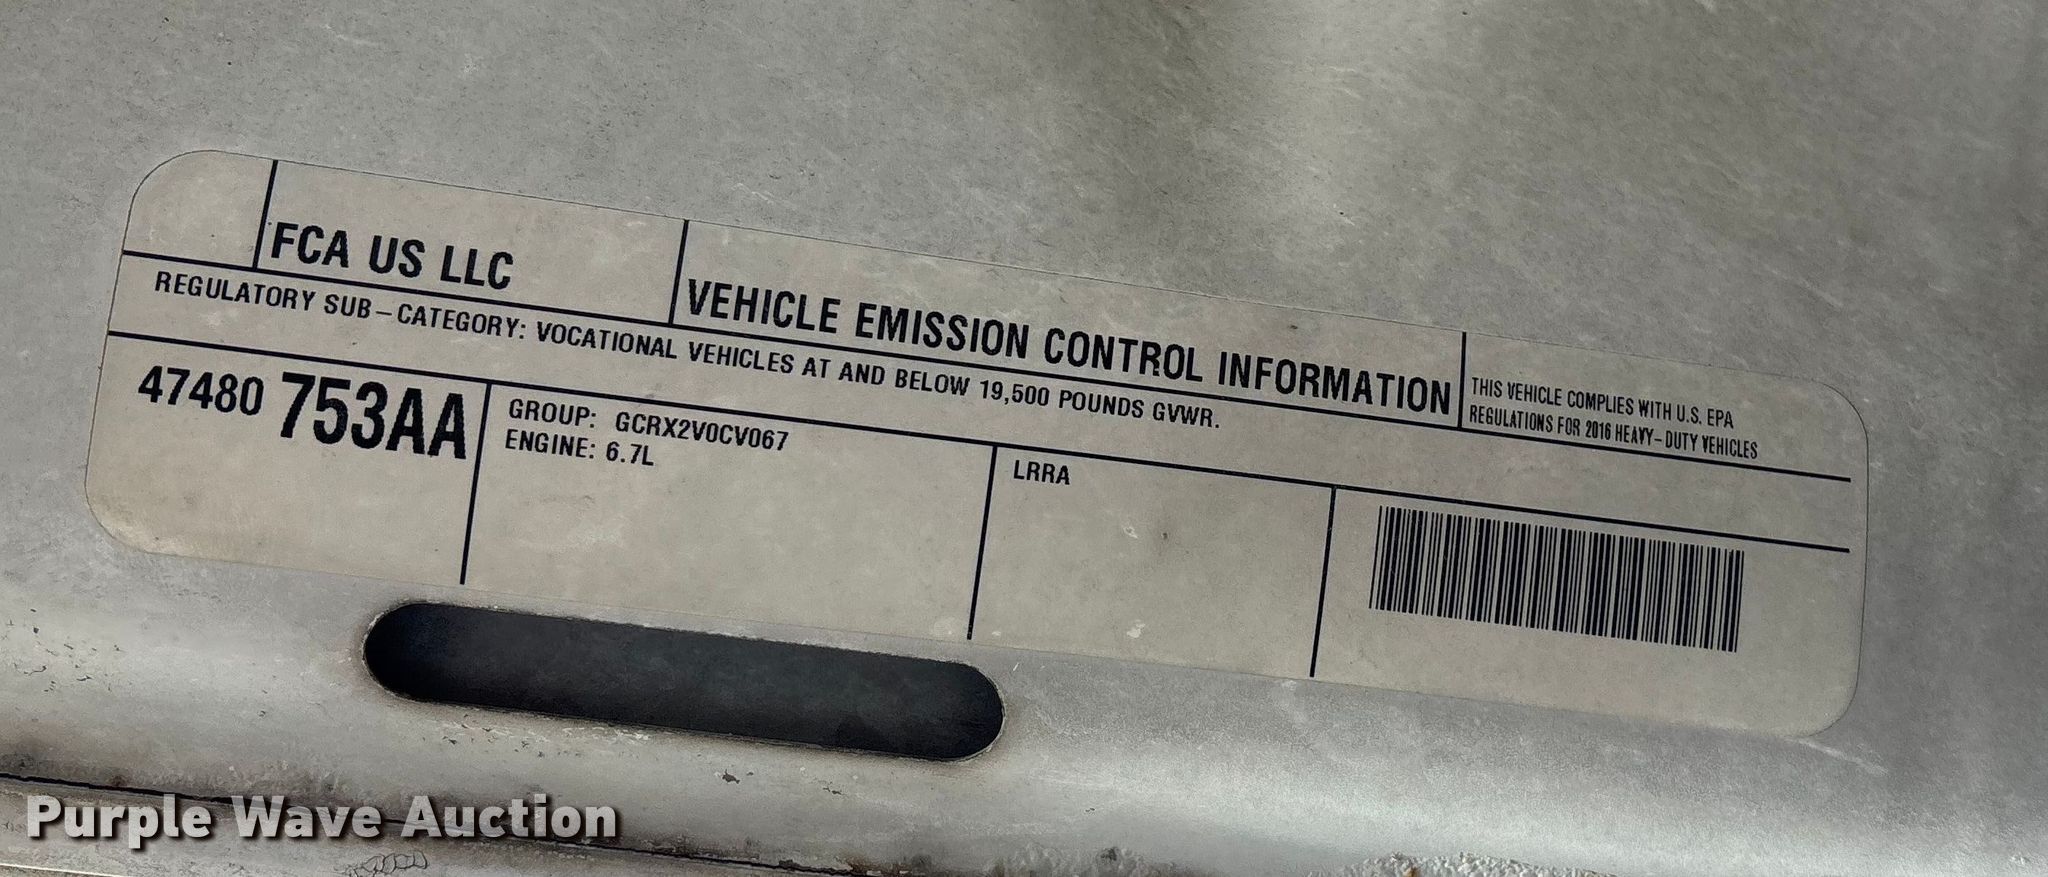 FCA US LLC
VEHICLE EMISSION CONTROL INFORMATION
THIS VEHICLE COMPLIES WITH U.S. EPA
REGULATIONS FOR 2016 HEAVY-DUTY VEHICLES
REGULATORY SUB-CATEGORY: VOCATIONAL VEHICLES AT AND BELOW 19,500 POUNDS GVWR.
47480 753AA
GROUP: GCRX2V0CV067
ENGINE: 6.7L
LRRA
Purple Wave Auction